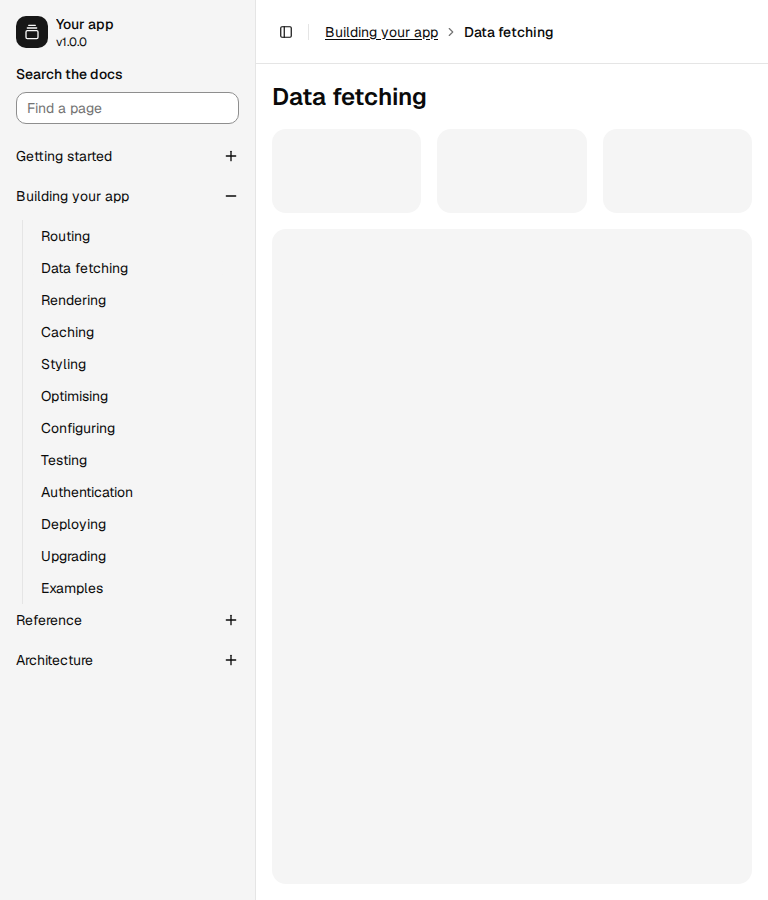 Your app
v1.0.0
Search the docs
Find a page
Getting started
Building your app
Routing
Data fetching
Rendering
Caching
Styling
Optimising
Configuring
Testing
Authentication
Deploying
Upgrading
Examples
Reference
Architecture
Building your app > Data fetching
Data fetching